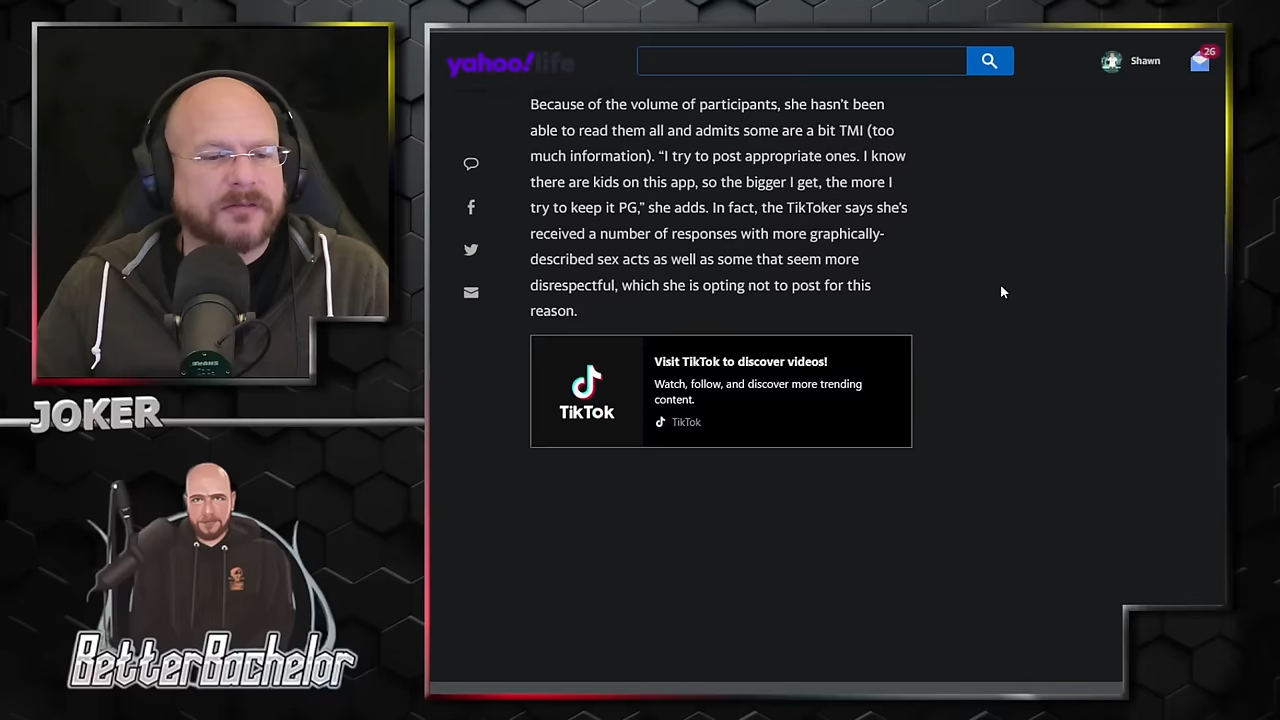 yahoo!life
Shawn
26
Because of the volume of participants, she hasn't been
able to read them all and admits some are a bit TMI (too
much information). “I try to post appropriate ones. I know
there are kids on this app, so the bigger I get, the more I
try to keep it PG,” she adds. In fact, the TikToker says she's
received a number of responses with more graphically-
described sex acts as well as some that seem more
disrespectful, which she is opting not to post for this
reason.
TikTok
Visit TikTok to discover videos!
Watch, follow, and discover more trending
content.
TikTok
JOKER
BetterBachelor